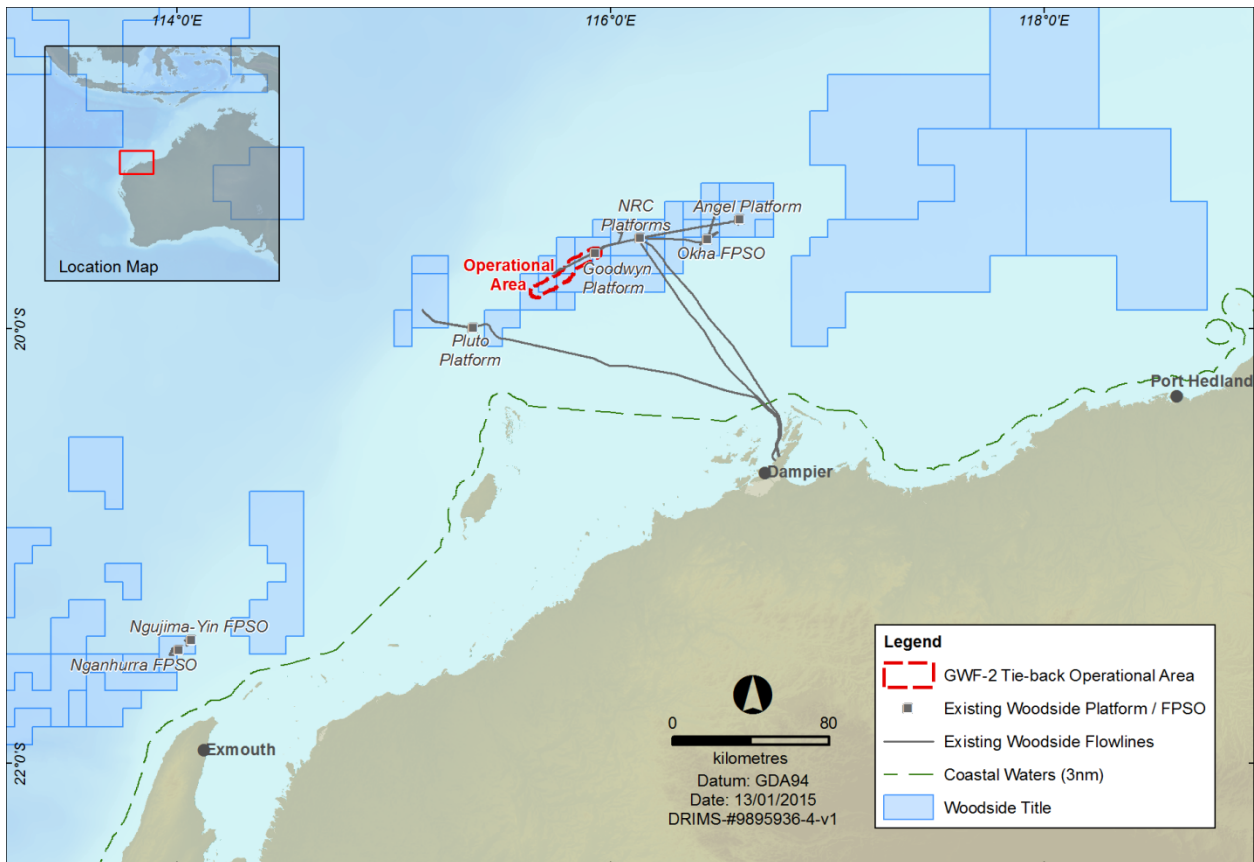 114°0'E
116°0'E
118°0'E
Location Map
NRC
Platforms
Angel Platform
Okha FPSO
Operational
Area
Goodwyn
Platform
20°0'S
Pluto
Platform
Port Hedland
Dampier
Ngujima-Yin FPSO
Nganhurra FPSO
Exmouth
22°0'S
0
80
kilometres
Datum: GDA94
Date: 13/01/2015
DRIMS-#9895936-4-v1
Legend
GWF-2 Tie-back Operational Area
Existing Woodside Platform / FPSO
Existing Woodside Flowlines
Coastal Waters (3nm)
Woodside Title